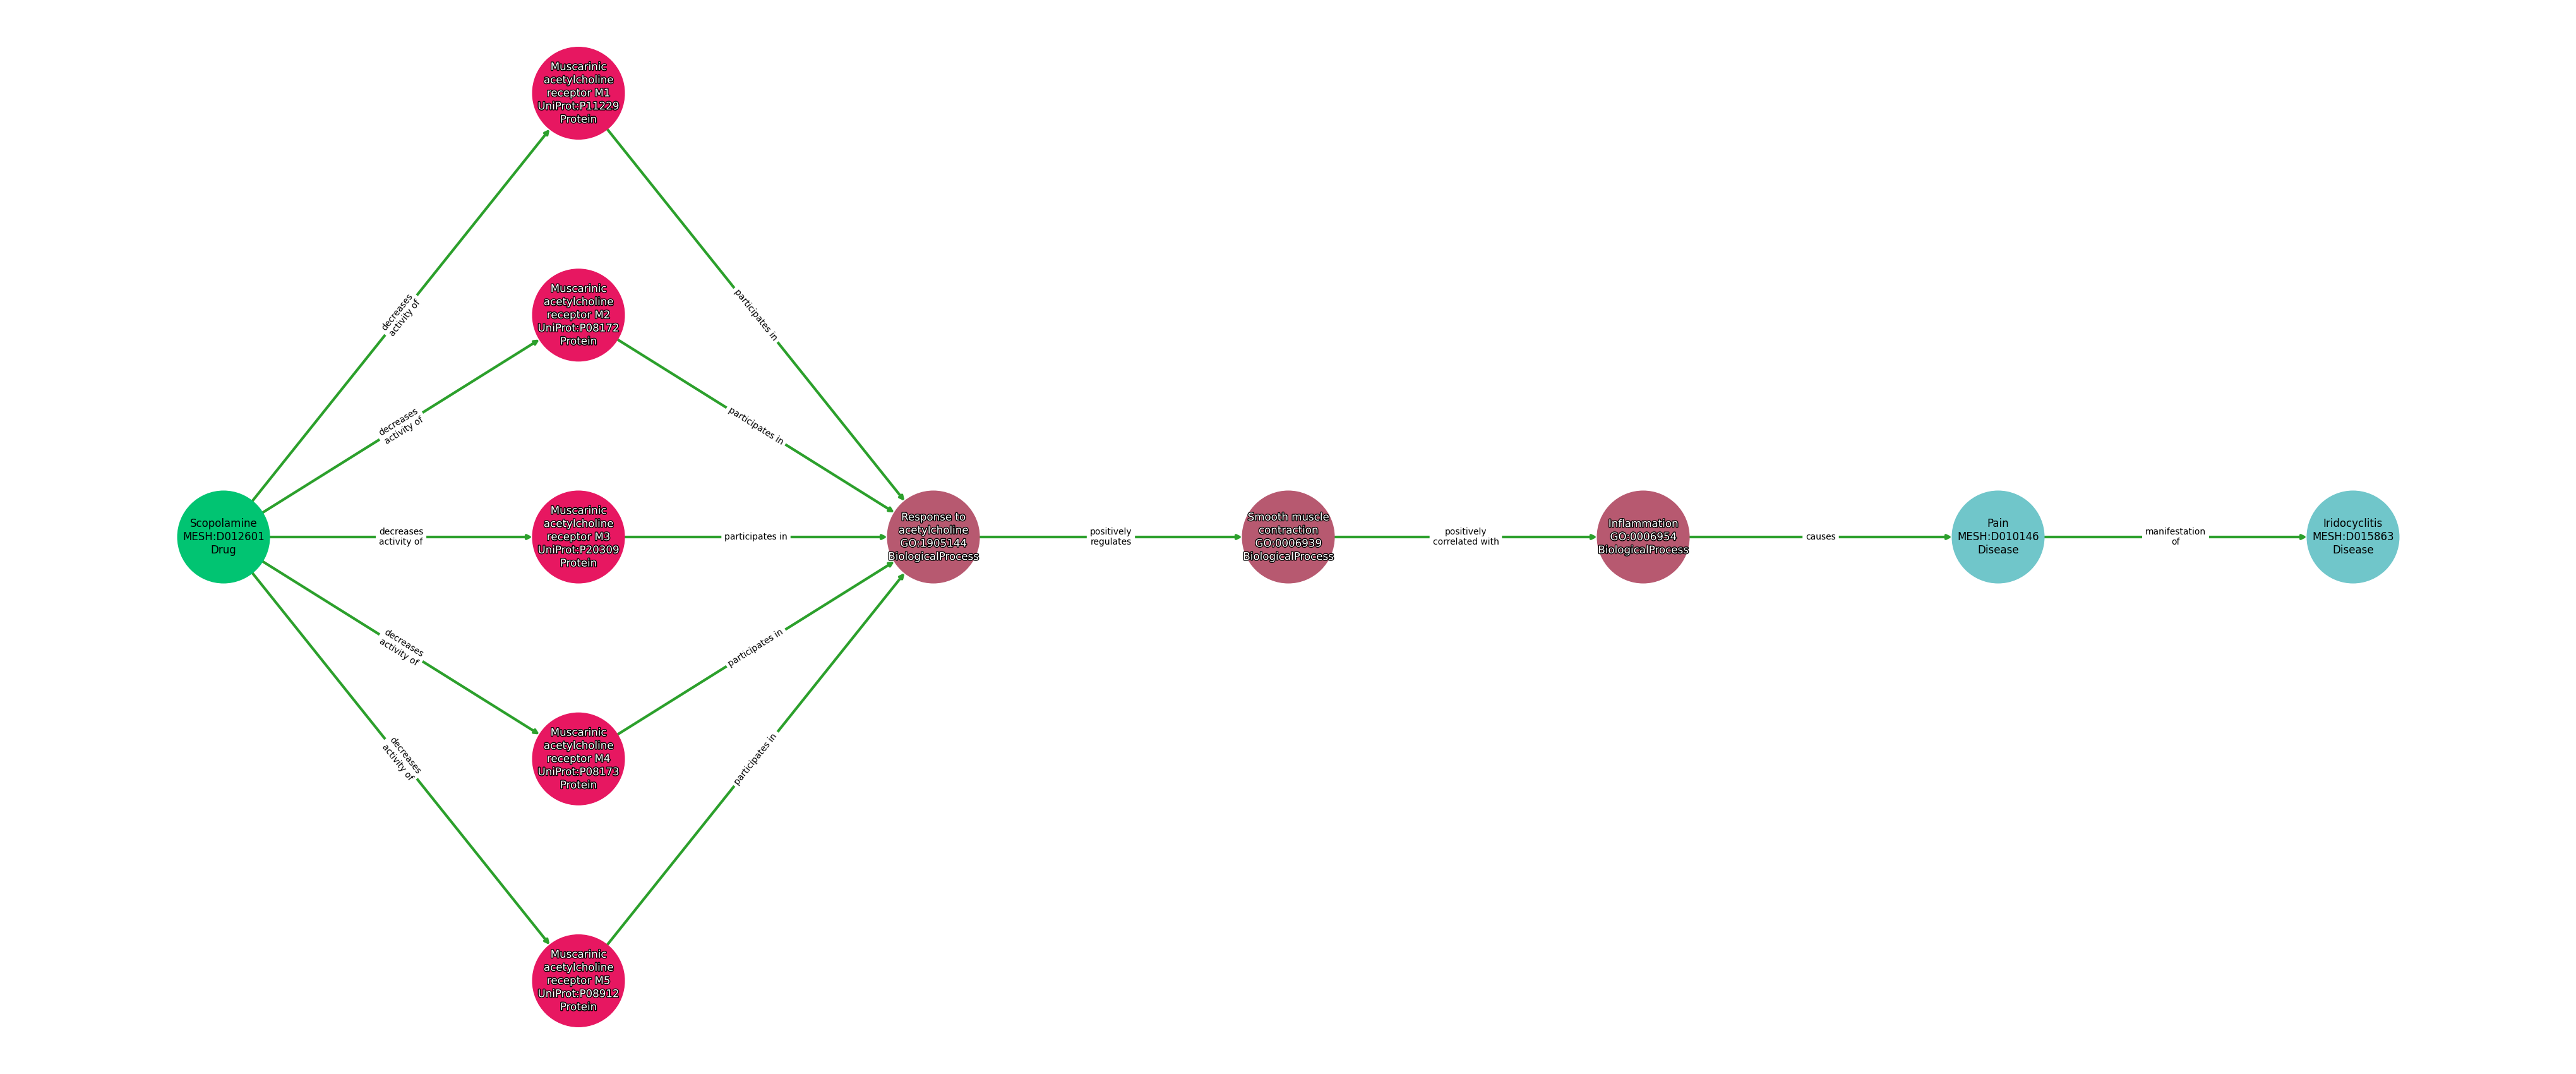 Muscarinic
acetylcholine
receptor M1
UniProt:P11229
Protein
decreases
activity of
participates in
Muscarinic
acetylcholine
receptor M2
UniProt:P08172
Protein
decreases
activity of
participates in
Scopolamine
MESH:D012601
Drug
decreases
activity of
Muscarinic
acetylcholine
receptor M3
UniProt:P20309
Protein
participates in
Response to
acetylcholine
GO:1905144
BiologicalProcess
positively
regulates
Smooth muscle
contraction
GO:0006939
BiologicalProcess
positively
correlated with
Inflammation
GO:0006954
BiologicalProcess
causes
Pain
MESH:D010146
Disease
manifestation
of
Iridocyclitis
MESH:D015863
Disease
decreases
activity of
participates in
Muscarinic
acetylcholine
receptor M4
UniProt:P08173
Protein
decreases
activity of
participates in
Muscarinic
acetylcholine
receptor M5
UniProt:P08912
Protein